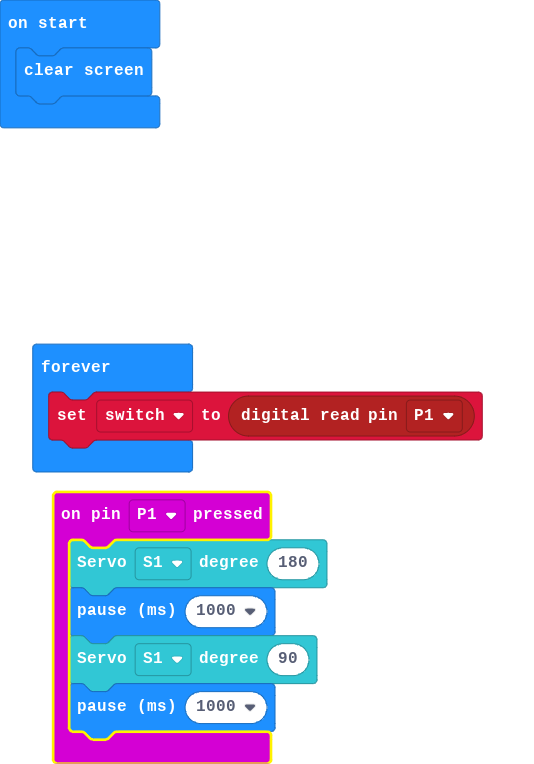 on start
clear screen
forever
set switch to digital read pin P1
on pin P1 pressed
Servo S1 degree 180
pause (ms) 1000
Servo S1 degree 90
pause (ms) 1000